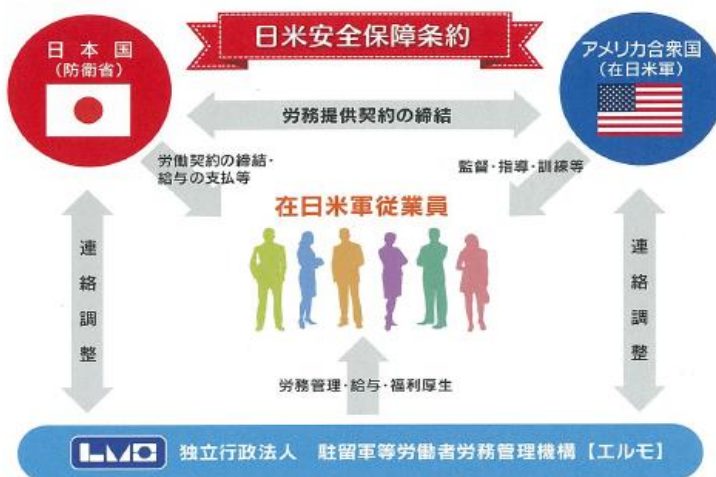 日米安全保障条約
日本国
(防衛省)
アメリカ合衆国
(在日米軍)
労務提供契約の締結
労働契約の締結・
給与の支払等
監督・指導・訓練等
在日米軍従業員
連絡調整
連絡調整
労務管理・給与・福利厚生
LMO 独立行政法人 駐留軍等労働者労務管理機構【エルモ】